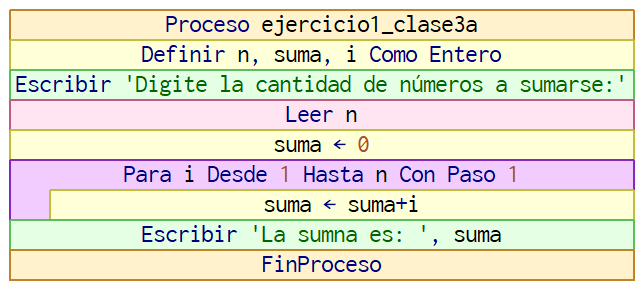 Proceso ejercicio1_clase3a
Definir n, suma, i Como Entero
Escribir 'Digite la cantidad de números a sumarse:'
Leer n
suma ← 0
Para i Desde 1 Hasta n Con Paso 1
suma ← suma+i
Escribir 'La sumna es: ', suma
FinProceso